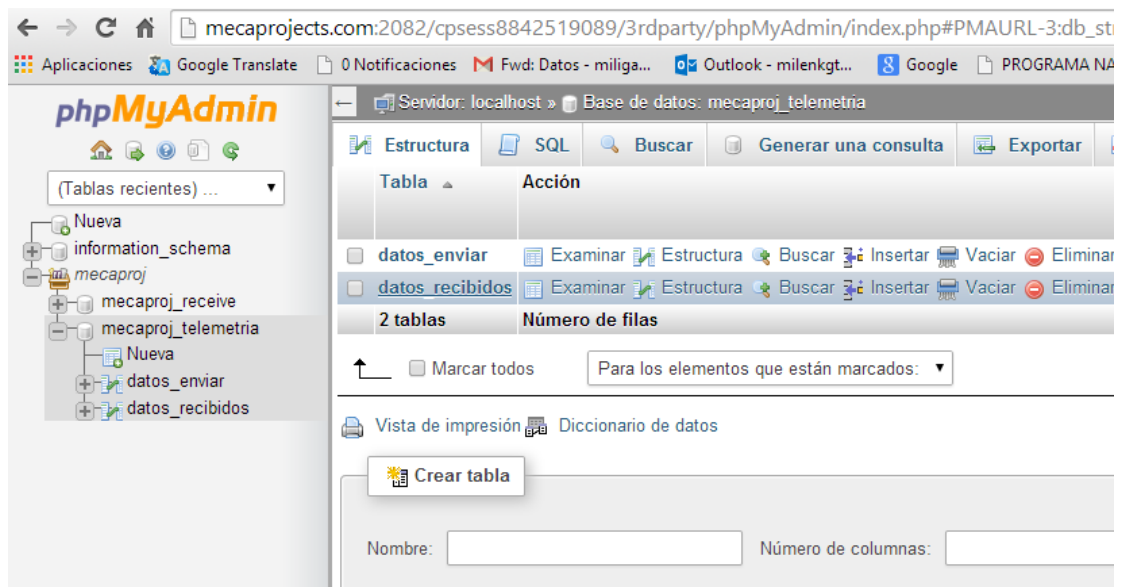 mecaprojects.com:2082/cpsess8842519089/3rdparty/phpMyAdmin/index.php#PMAURL-3:db_st
Aplicaciones Google Translate 0 Notificaciones Fwd: Datos - miliga... Outlook - milenkgt... Google PROGRAMA NA
phpMyAdmin
(Tablas recientes) ...
Nueva
information_schema
mecaproj
mecaproj_receive
mecaproj_telemetria
Nueva
datos_enviar
datos_recibidos
Servidor: localhost » Base de datos: mecaproj_telemetria
Estructura SQL Buscar Generar una consulta Exportar
Tabla Acción
datos_enviar Examinar Estructura Buscar Insertar Vaciar Eliminar
datos_recibidos Examinar Estructura Buscar Insertar Vaciar Eliminar
2 tablas Número de filas
Marcar todos Para los elementos que están marcados:
Vista de impresión Diccionario de datos
Crear tabla
Nombre: Número de columnas: